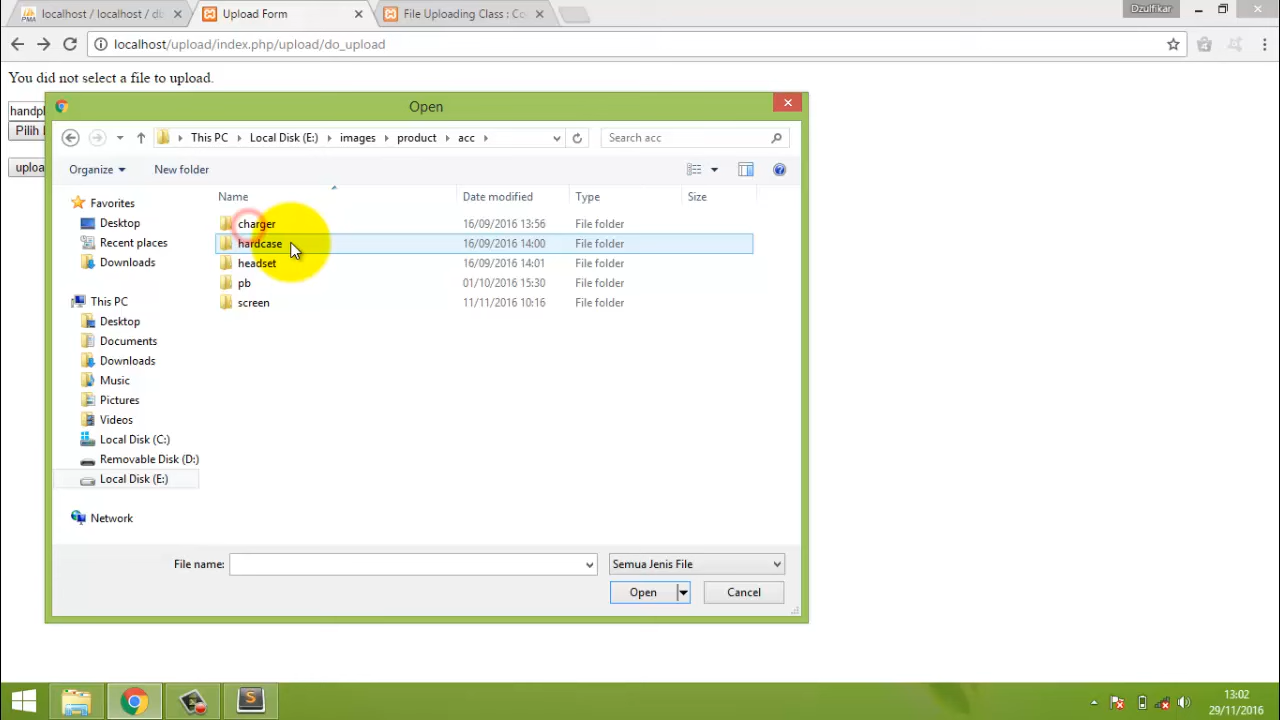 localhost / localhost / db
Upload Form
File Uploading Class : Co
Dzulfikar
localhost/upload/index.php/upload/do_upload
You did not select a file to upload.
Pilih
Open
This PC
Local Disk (E:)
images
product
acc
Search acc
Organize
New folder
Name
Date modified
Type
Size
charger 16/09/2016 13:56 File folder
hardcase 16/09/2016 14:00 File folder
headset 16/09/2016 14:01 File folder
pb 01/10/2016 15:30 File folder
screen 11/11/2016 10:16 File folder
Favorites
Desktop
Recent places
Downloads
This PC
Desktop
Documents
Downloads
Music
Pictures
Videos
Local Disk (C:)
Removable Disk (D:)
Local Disk (E:)
Network
File name:
Semua Jenis File
Open
Cancel
13:02
29/11/2016